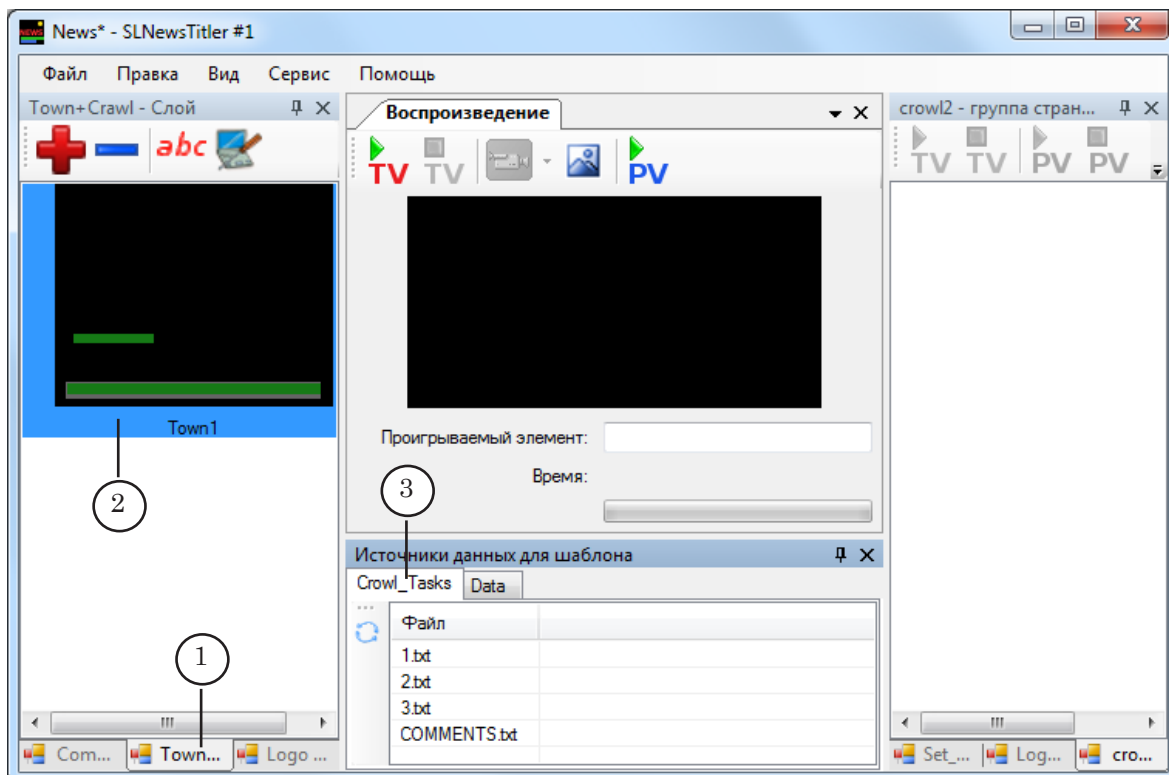 News* - SLNewsTitler #1
Файл Правка Вид Сервис Помощь
Town+Crawl - Слой
abc
Town1
2
1
Com... Town... Logo ...
Воспроизведение
TV TV PV
Проигрываемый элемент:
Время:
3
Источники данных для шаблона
Crowl_Tasks Data
Файл
1.txt
2.txt
3.txt
COMMENTS.txt
crowl2 - группа стран...
TV TV PV PV
Set_... Log... cro...